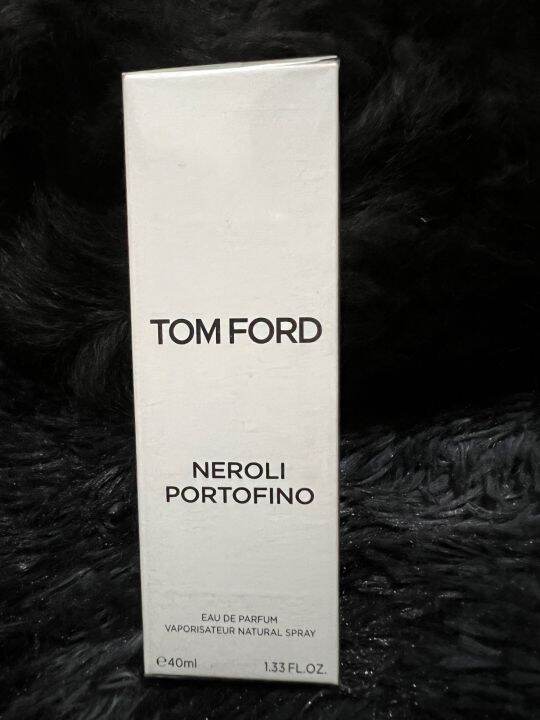 TOM FORD
NEROLI
PORTOFINO
EAU DE PARFUM
VAPORISATEUR NATURAL SPRAY
℮40ml 1.33 FL.OZ.